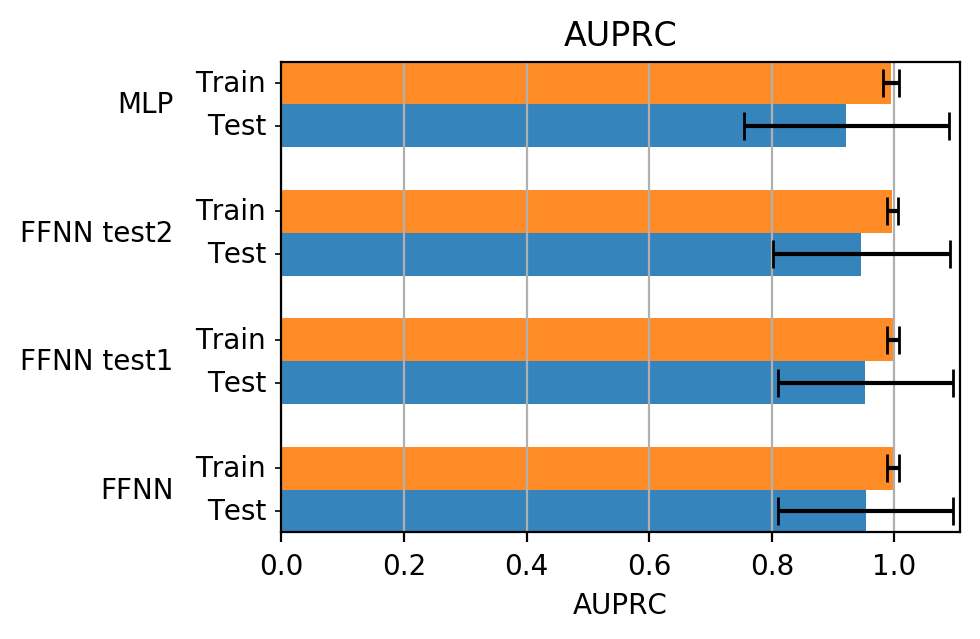 AUPRC
MLP
Train
Test
FFNN test2
Train
Test
FFNN test1
Train
Test
FFNN
Train
Test
0.0 0.2 0.4 0.6 0.8 1.0
AUPRC